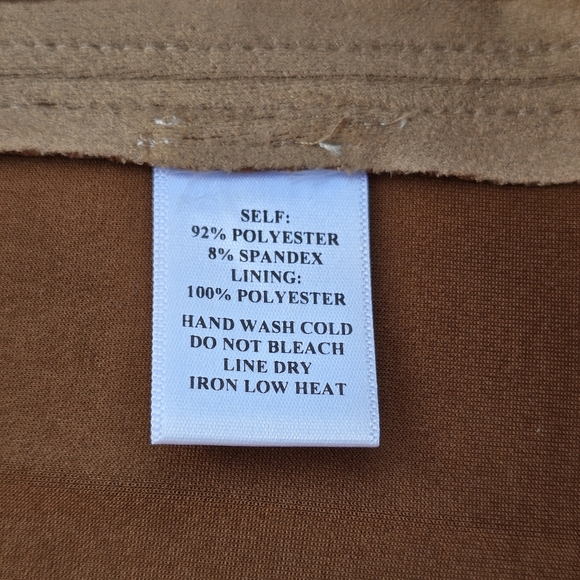 SELF:
92% POLYESTER
8% SPANDEX
LINING:
100% POLYESTER
HAND WASH COLD
DO NOT BLEACH
LINE DRY
IRON LOW HEAT